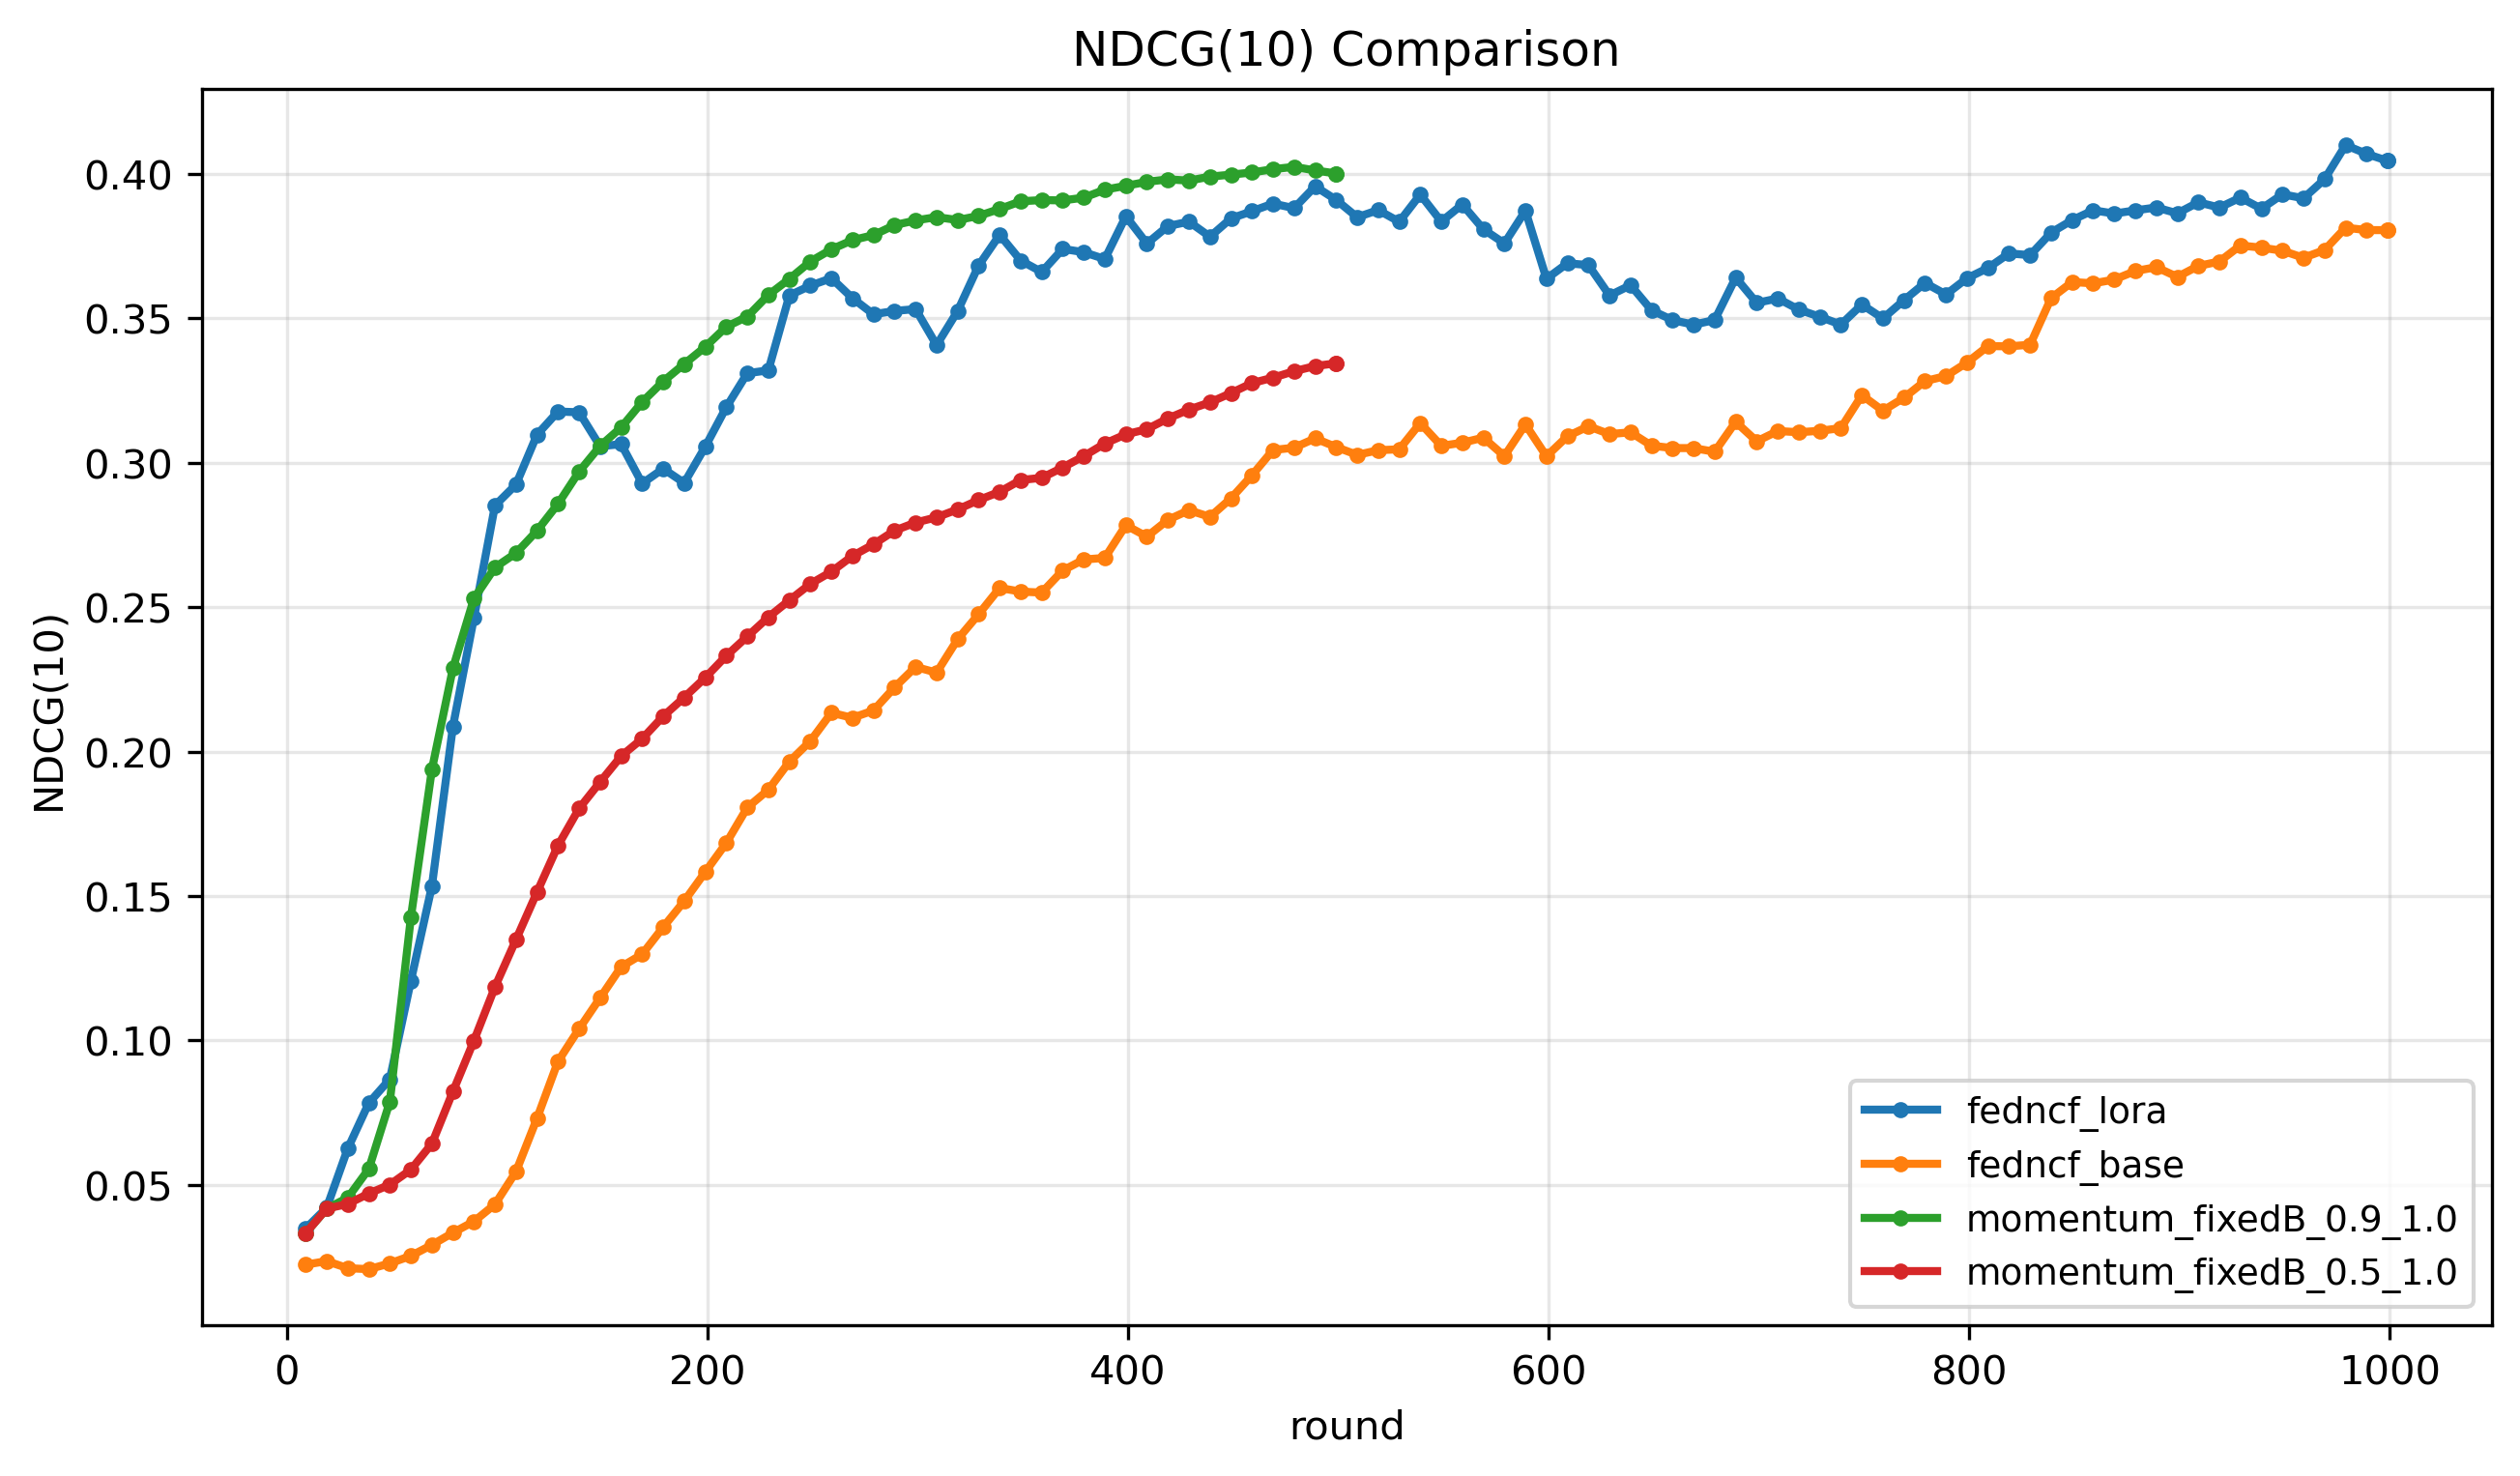 NDCG(10) Comparison
NDCG(10)
0.40
0.35
0.30
0.25
0.20
0.15
0.10
0.05
0 200 400 600 800 1000
round
fedncf_lora
fedncf_base
momentum_fixedB_0.9_1.0
momentum_fixedB_0.5_1.0